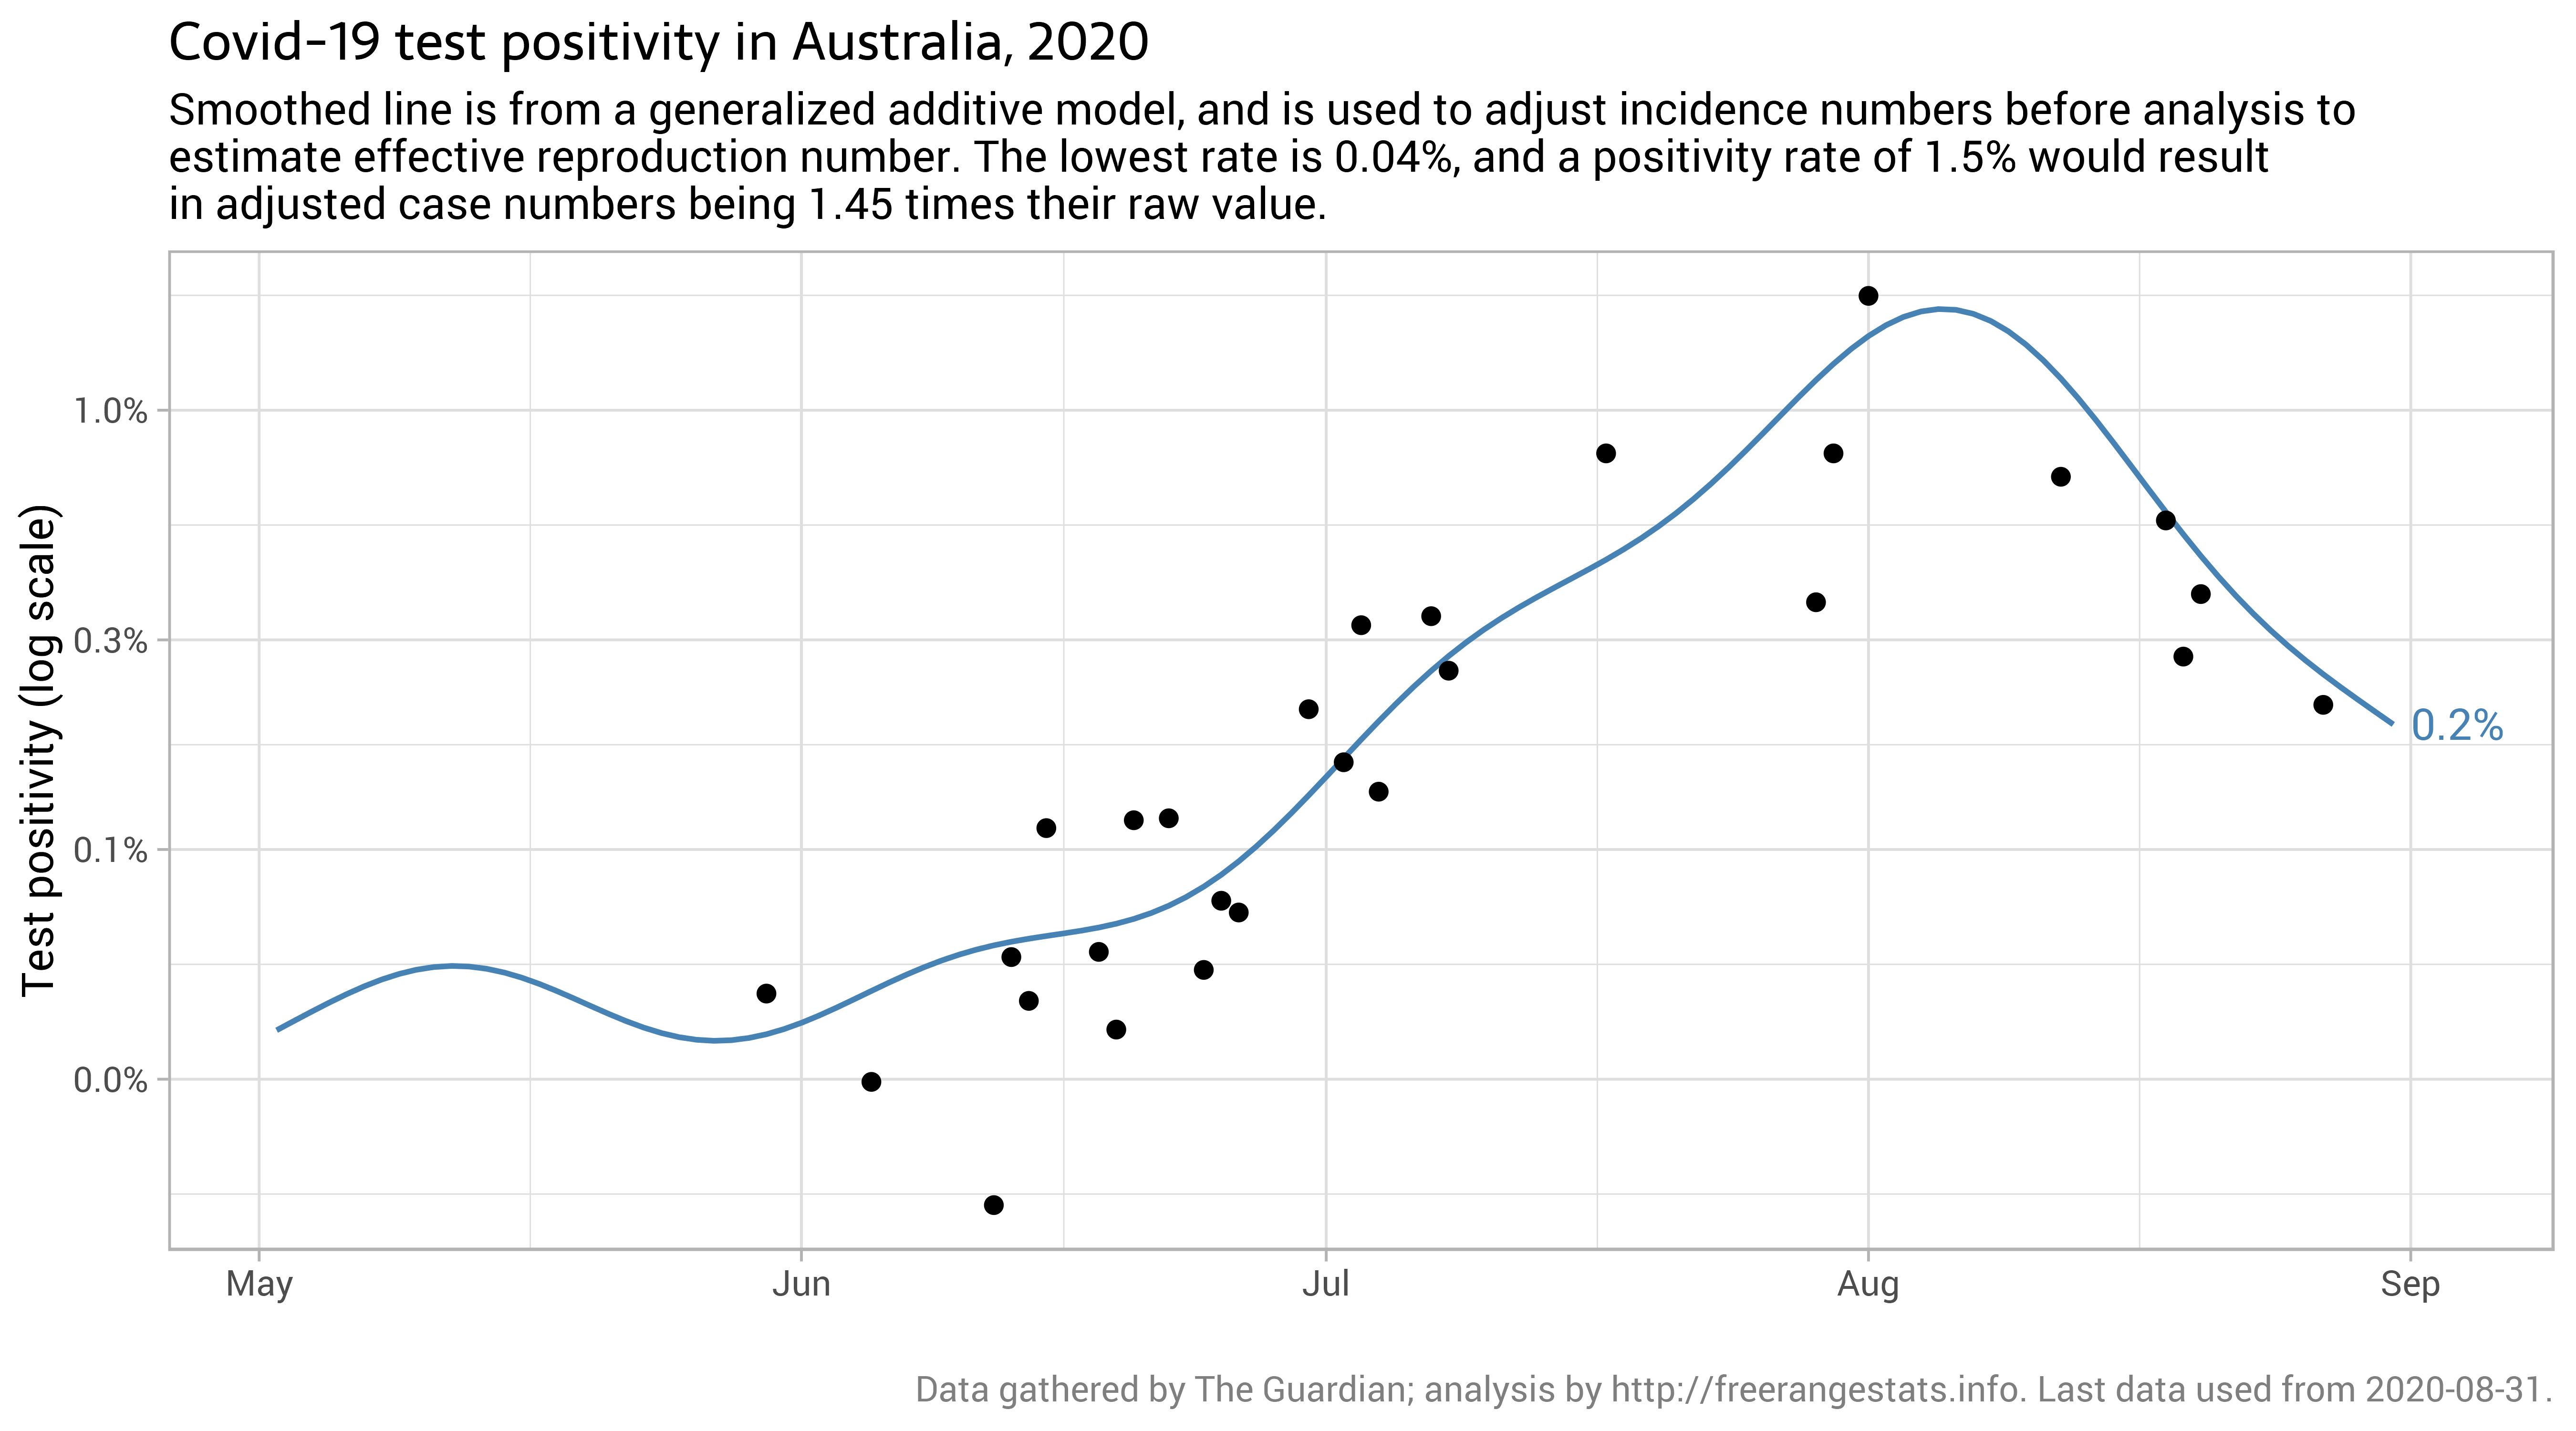 Covid-19 test positivity in Australia, 2020
Smoothed line is from a generalized additive model, and is used to adjust incidence numbers before analysis to
estimate effective reproduction number. The lowest rate is 0.04%, and a positivity rate of 1.5% would result
in adjusted case numbers being 1.45 times their raw value.
Test positivity (log scale)
1.0%
0.3%
0.1%
0.0%
0.2%
May Jun Jul Aug Sep
Data gathered by The Guardian; analysis by http://freerangestats.info. Last data used from 2020-08-31.